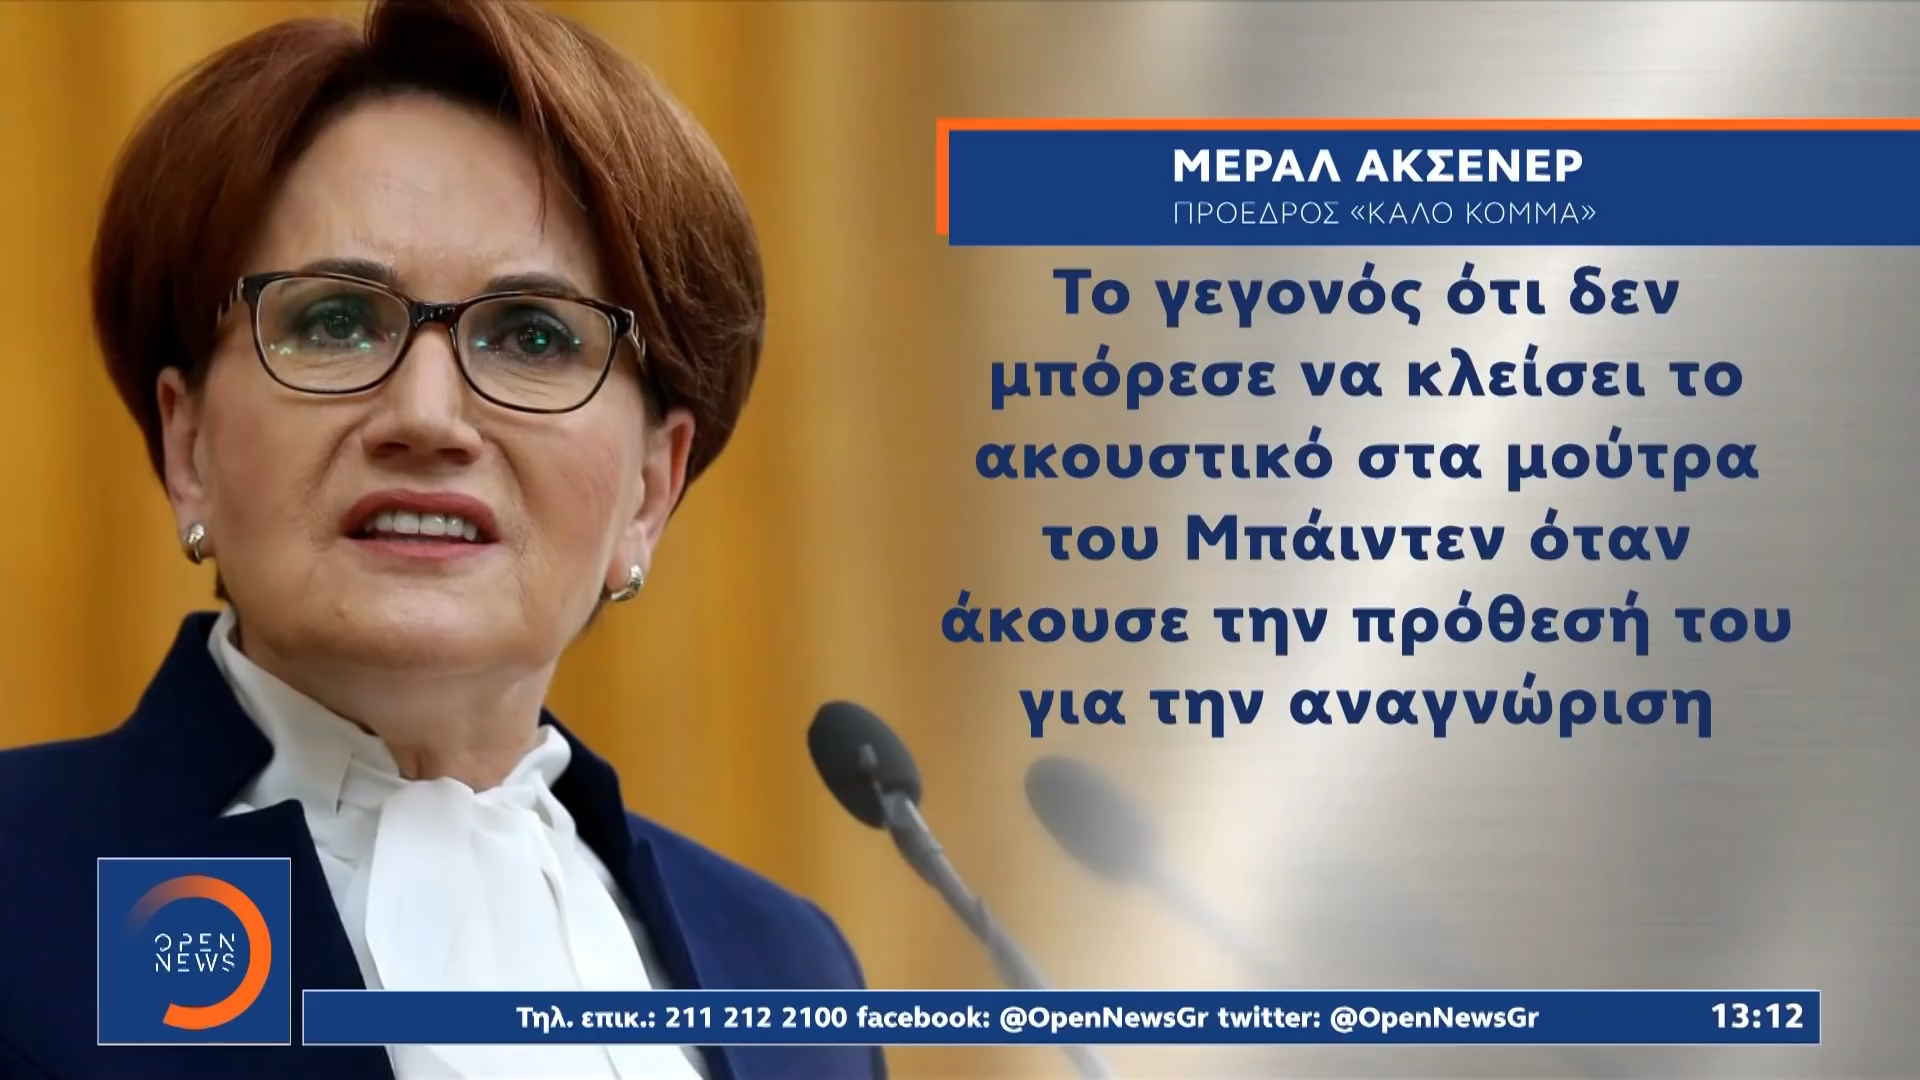 ΜΕΡΑΛ ΑΚΣΕΝΕΡ
ΠΡΟΕΔΡΟΣ «ΚΑΛΟ ΚΟΜΜΑ»
Το γεγονός ότι δεν
μπόρεσε να κλείσει το
ακουστικό στα μούτρα
του Μπάιντεν όταν
άκουσε την πρόθεσή του
για την αναγνώριση
OPEN
NEWS
Τηλ. επικ.: 211 212 2100 facebook: @OpenNewsGr twitter: @OpenNewsGr
13:12